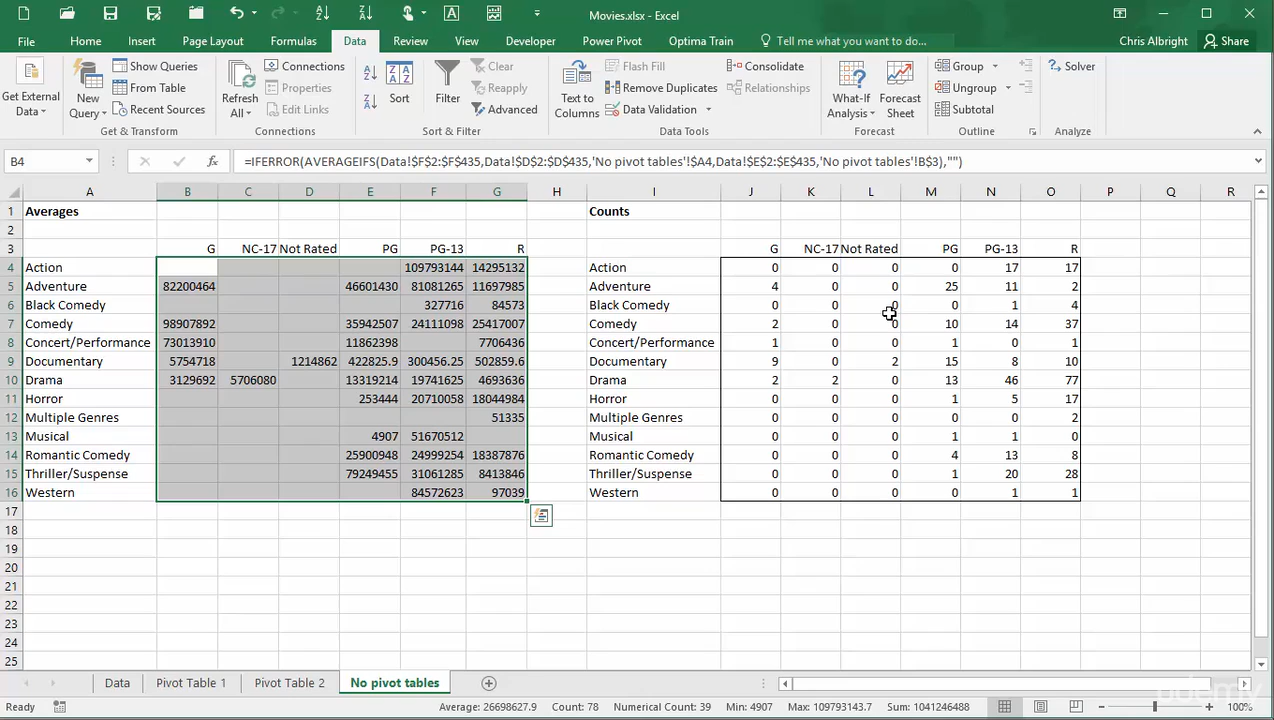 Movies.xlsx - Excel
File Home Insert Page Layout Formulas Data Review View Developer Power Pivot Optima Train Tell me what you want to do... Chris Albright Share
Show Queries Connections Clear Flash Fill Consolidate Group Solver
From Table Properties Reapply Remove Duplicates Relationships Ungroup
Get External Data New Query Recent Sources Refresh All Edit Links Sort Filter Advanced Text to Columns Data Validation What-If Analysis Forecast Sheet Subtotal
Get & Transform Connections Sort & Filter Data Tools Forecast Outline Analyze
B4 fx =IFERROR(AVERAGEIFS(Data!$F$2:$F$435,Data!$D$2:$D$435,'No pivot tables'!$A4,Data!$E$2:$E$435,'No pivot tables'!B$3),"")
A B C D E F G H I J K L M N O P Q R
1 Averages Counts
2
3 G NC-17 Not Rated PG PG-13 R G NC-17 Not Rated PG PG-13 R
4 Action 109793144 14295132 Action 0 0 0 0 17 17
5 Adventure 82200464 46601430 81081265 11697985 Adventure 4 0 0 25 11 2
6 Black Comedy 327716 84573 Black Comedy 0 0 0 0 1 4
7 Comedy 98907892 35942507 24111098 25417007 Comedy 2 0 0 10 14 37
8 Concert/Performance 73013910 11862398 7706436 Concert/Performance 1 0 0 1 0 1
9 Documentary 5754718 1214862 422825.9 300456.25 502859.6 Documentary 9 0 2 15 8 10
10 Drama 3129692 5706080 13319214 19741625 4693636 Drama 2 2 0 13 46 77
11 Horror 253444 20710058 18044984 Horror 0 0 0 1 5 17
12 Multiple Genres 51335 Multiple Genres 0 0 0 0 0 2
13 Musical 4907 51670512 Musical 0 0 0 1 1 0
14 Romantic Comedy 25900948 24999254 18387876 Romantic Comedy 0 0 0 4 13 8
15 Thriller/Suspense 79249455 31061285 8413846 Thriller/Suspense 0 0 0 1 20 28
16 Western 84572623 97039 Western 0 0 0 0 1 1
17
18
19
20
21
22
23
24
25
Data Pivot Table 1 Pivot Table 2 No pivot tables
udemy
Ready Count: 78 Numerical Count: 39 Min: 4907 Max: 109793143.7 Sum: 1041246488 100%